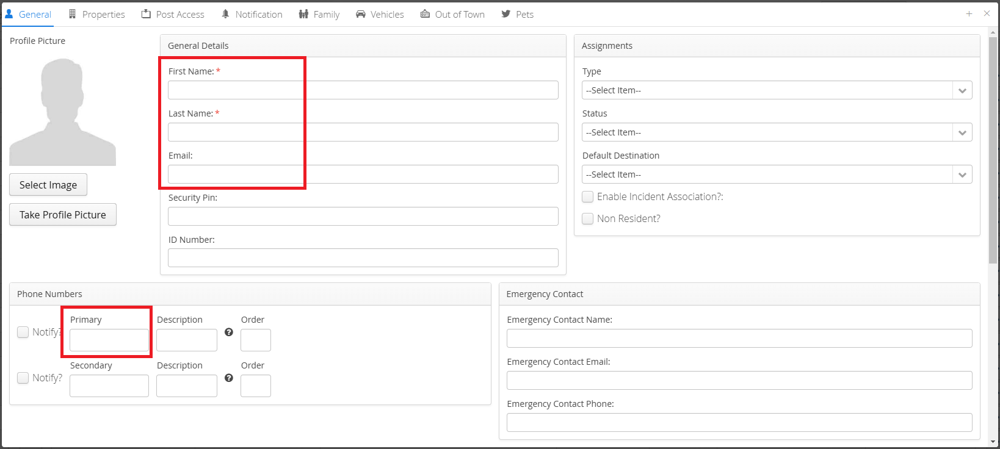 General Properties Post Access Notification Family Vehicles OUT Out of Town Pets
Profile Picture
Select Image
Take Profile Picture
General Details
First Name: *
Last Name: *
Email:
Security Pin:
ID Number:
Assignments
Type
--Select Item--
Status
--Select Item--
Default Destination
--Select Item--
Enable Incident Association?:
Non Resident?
Phone Numbers
Primary Description Order
Notify?
Secondary Description Order
Notify?
Emergency Contact
Emergency Contact Name:
Emergency Contact Email:
Emergency Contact Phone: